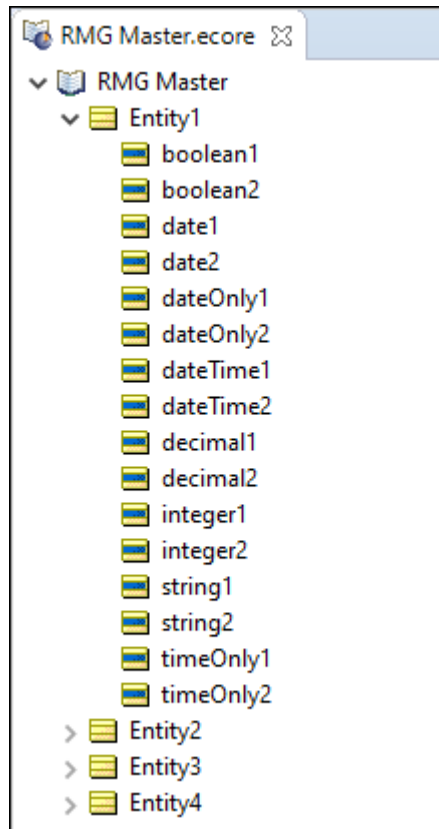 RMG Master.ecore
RMG Master
Entity1
boolean1
boolean2
date1
date2
dateOnly1
dateOnly2
dateTime1
dateTime2
decimal1
decimal2
integer1
integer2
string1
string2
timeOnly1
timeOnly2
Entity2
Entity3
Entity4